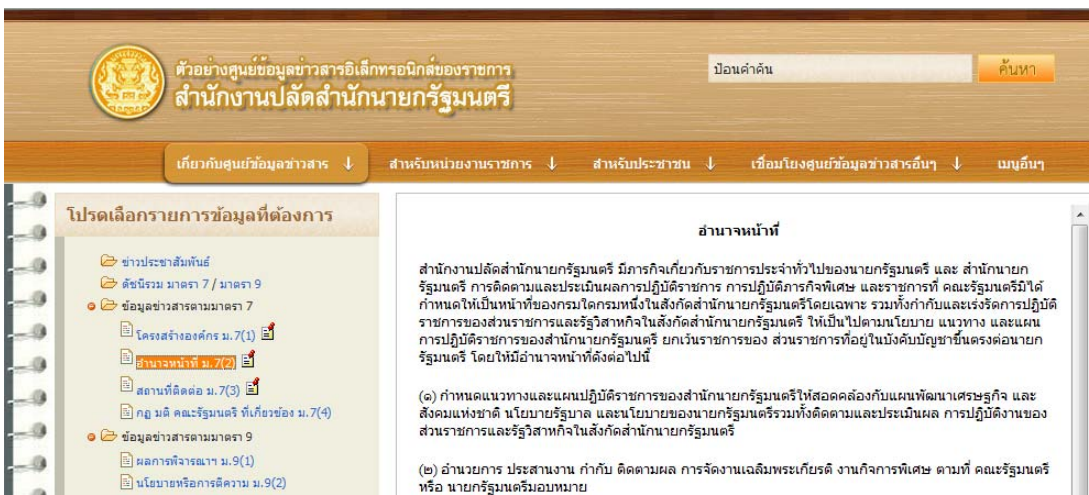 ตัวอย่างศูนย์ข้อมูลข่าวสารอิเล็กทรอนิกส์ของราชการ
สำนักงานปลัดสำนักนายกรัฐมนตรี
ป้อนคำค้น
ค้นหา
เกี่ยวกับศูนย์ข้อมูลข่าวสาร ↓ สำหรับหน่วยงานราชการ ↓ สำหรับประชาชน ↓ เชื่อมโยงศูนย์ข้อมูลข่าวสารอื่นๆ ↓ เมนูอื่นๆ
โปรดเลือกรายการข้อมูลที่ต้องการ
ข่าวประชาสัมพันธ์
ดัชนีรวม มาตรา 7 / มาตรา 9
ข้อมูลข่าวสารตามมาตรา 7
โครงสร้างองค์กร ม.7(1)
อำนาจหน้าที่ ม.7(2)
สถานที่ติดต่อ ม.7(3)
กฎ มติ คณะรัฐมนตรี ที่เกี่ยวข้อง ม.7(4)
ข้อมูลข่าวสารตามมาตรา 9
ผลการพิจารณาฯ ม.9(1)
นโยบายหรือการตีความ ม.9(2)
อำนาจหน้าที่
สำนักงานปลัดสำนักนายกรัฐมนตรี มีภารกิจเกี่ยวกับราชการประจำทั่วไปของนายกรัฐมนตรี และ สำนักนายก
รัฐมนตรี การติดตามและประเมินผลการปฏิบัติราชการ การปฏิบัติภารกิจพิเศษ และราชการที่ คณะรัฐมนตรีมิได้
กำหนดให้เป็นหน้าที่ของกรมใดกรมหนึ่งในสังกัดสำนักนายกรัฐมนตรีโดยเฉพาะ รวมทั้งกำกับและเร่งรัดการปฏิบัติ
ราชการของส่วนราชการและรัฐวิสาหกิจในสังกัดสำนักนายกรัฐมนตรี ให้เป็นไปตามนโยบาย แนวทาง และแผน
การปฏิบัติราชการของสำนักนายกรัฐมนตรี ยกเว้นราชการของ ส่วนราชการที่อยู่ในบังคับบัญชาขึ้นตรงต่อนายก
รัฐมนตรี โดยให้มีอำนาจหน้าที่ดังต่อไปนี้
(๑) กำหนดแนวทางและแผนปฏิบัติราชการของสำนักนายกรัฐมนตรีให้สอดคล้องกับแผนพัฒนาเศรษฐกิจ และ
สังคมแห่งชาติ นโยบายรัฐบาล และนโยบายของนายกรัฐมนตรีรวมทั้งติดตามและประเมินผล การปฏิบัติงานของ
ส่วนราชการและรัฐวิสาหกิจในสังกัดสำนักนายกรัฐมนตรี
(๒) อำนวยการ ประสานงาน กำกับ ติดตามผล การจัดงานเฉลิมพระเกียรติ งานกิจการพิเศษ ตามที่ คณะรัฐมนตรี
หรือ นายกรัฐมนตรีมอบหมาย